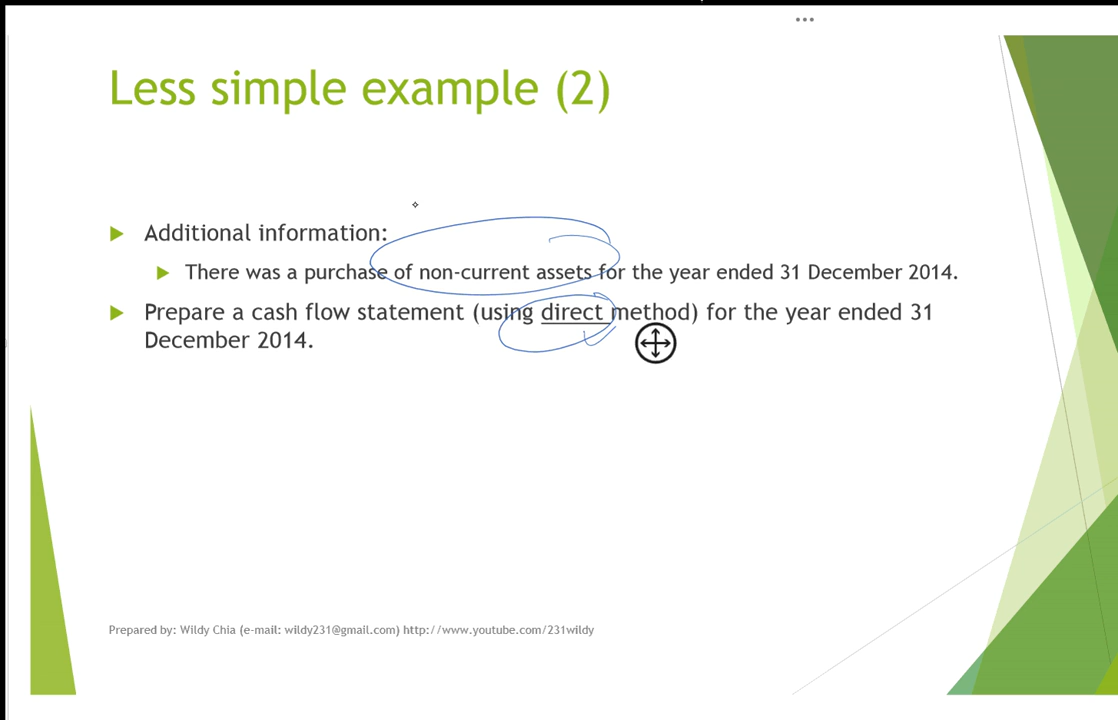 Less simple example (2)
Additional information:
There was a purchase of non-current assets for the year ended 31 December 2014.
Prepare a cash flow statement (using direct method) for the year ended 31
December 2014.
Prepared by: Wildy Chia (e-mail: wildy231@gmail.com) http://www.youtube.com/231wildy